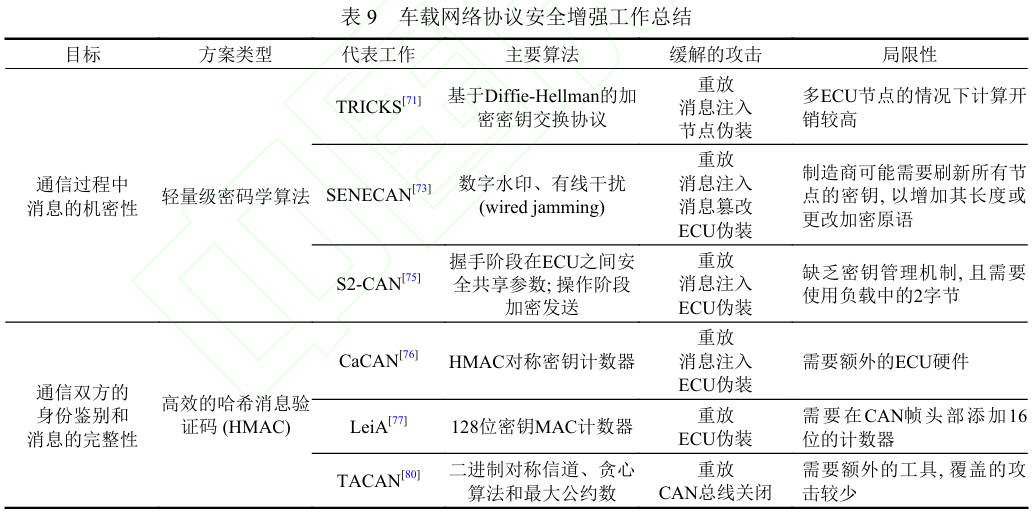 表 9 车载网络协议安全增强工作总结
目标 方案类型 代表工作 主要算法 缓解的攻击 局限性
通信过程中
消息的机密性
轻量级密码学算法
TRICKS[71]
基于Diffie-Hellman的加
密密钥交换协议
重放
消息注入
节点伪装
多ECU节点的情况下计算开
销较高
SENECAN[73]
数字水印、有线干扰
(wired jamming)
重放
消息注入
消息篡改
ECU伪装
制造商可能需要刷新所有节
点的密钥, 以增加其长度或
更改加密原语
S2-CAN[75]
握手阶段在ECU之间安
全共享参数; 操作阶段
加密发送
重放
消息注入
ECU伪装
缺乏密钥管理机制, 且需要
使用负载中的2字节
通信双方的
身份鉴别和
消息的完整性
高效的哈希消息验
证码 (HMAC)
CaCAN[76]
HMAC对称密钥计数器
重放
消息注入
ECU伪装
需要额外的ECU硬件
LeiA[77]
128位密钥MAC计数器
重放
ECU伪装
需要在CAN帧头部添加16
位的计数器
TACAN[80]
二进制对称信道、贪心
算法和最大公约数
重放
CAN总线关闭
需要额外的工具, 覆盖的攻
击较少